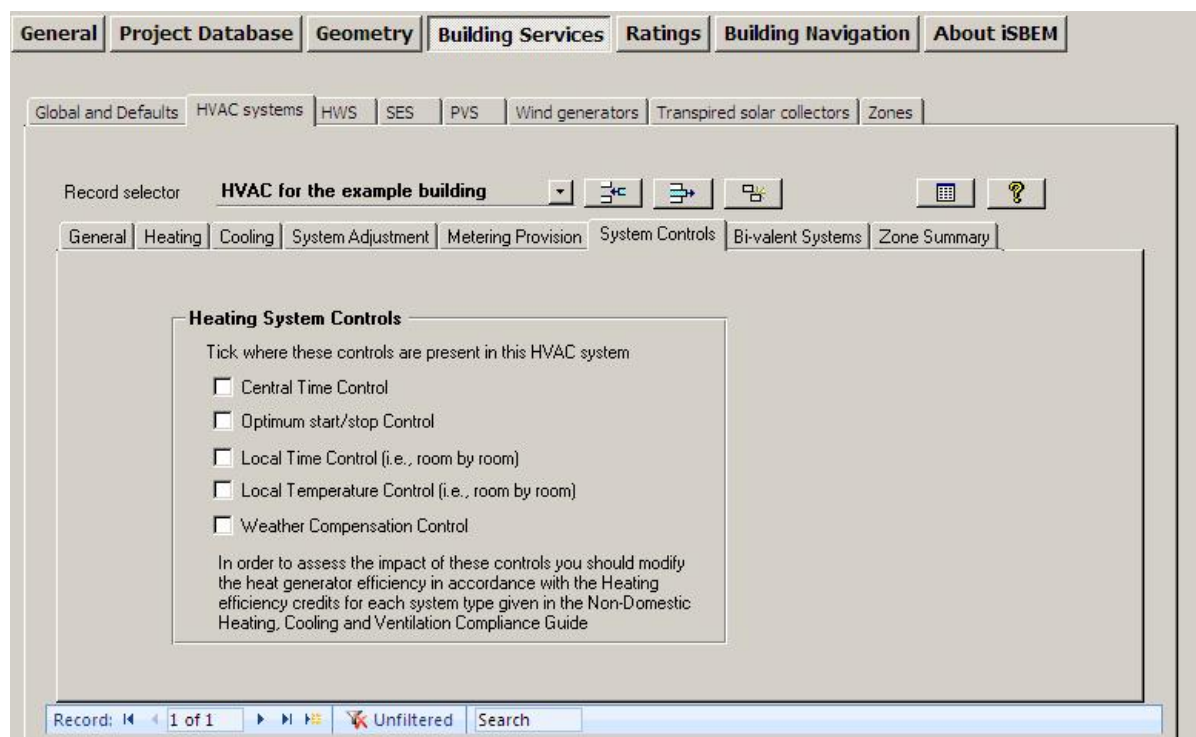 General Project Database Geometry Building Services Ratings Building Navigation About iSBEM
Global and Defaults HVAC systems HWS SES PVS Wind generators Transpired solar collectors Zones
Record selector HVAC for the example building ?
General Heating Cooling System Adjustment Metering Provision System Controls Bi-valent Systems Zone Summary
Heating System Controls
Tick where these controls are present in this HVAC system
Central Time Control
Optimum start/stop Control
Local Time Control (i.e., room by room)
Local Temperature Control (i.e., room by room)
Weather Compensation Control
In order to assess the impact of these controls you should modify
the heat generator efficiency in accordance with the Heating
efficiency credits for each system type given in the Non-Domestic
Heating, Cooling and Ventilation Compliance Guide
Record: 1 of 1 Unfiltered Search